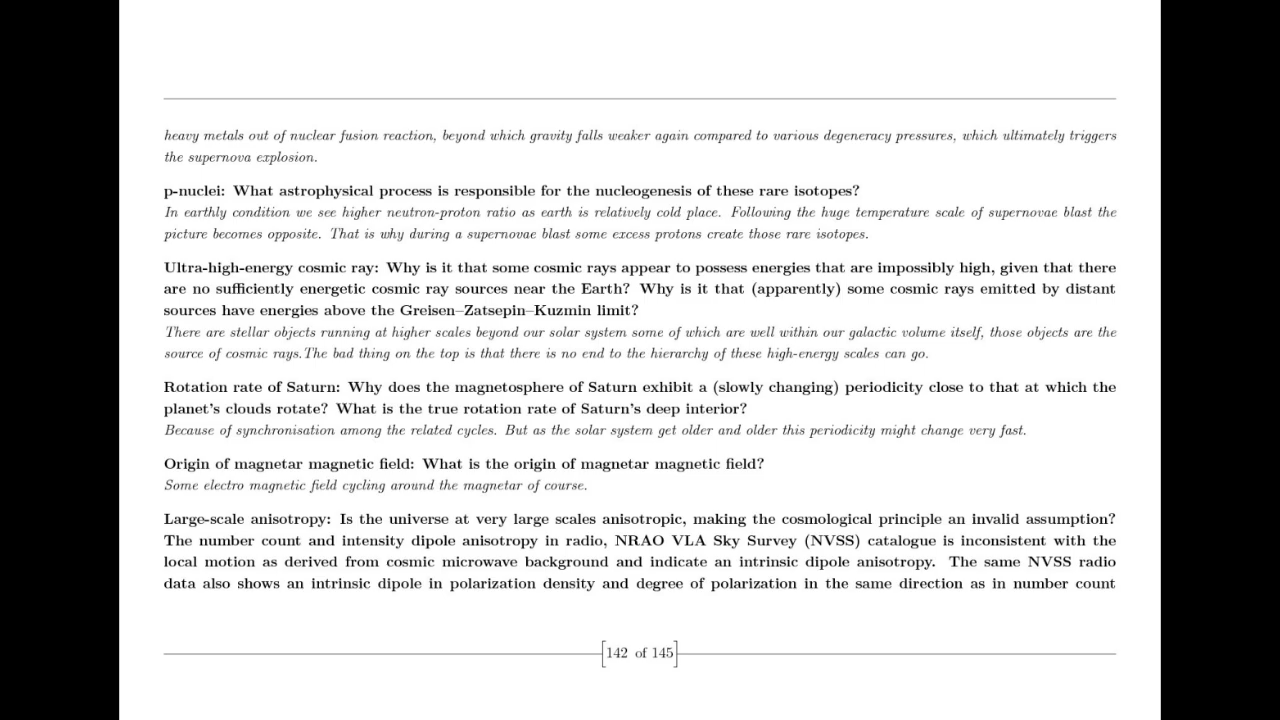 heavy metals out of nuclear fusion reaction, beyond which gravity falls weaker again compared to various degeneracy pressures, which ultimately triggers
the supernova explosion.
p-nuclei: What astrophysical process is responsible for the nucleogenesis of these rare isotopes?
In earthly condition we see higher neutron-proton ratio as earth is relatively cold place. Following the huge temperature scale of supernovae blast the
picture becomes opposite. That is why during a supernovae blast some excess protons create those rare isotopes.
Ultra-high-energy cosmic ray: Why is it that some cosmic rays appear to possess energies that are impossibly high, given that there
are no sufficiently energetic cosmic ray sources near the Earth? Why is it that (apparently) some cosmic rays emitted by distant
sources have energies above the Greisen–Zatsepin–Kuzmin limit?
There are stellar objects running at higher scales beyond our solar system some of which are well within our galactic volume itself, those objects are the
source of cosmic rays.The bad thing on the top is that there is no end to the hierarchy of these high-energy scales can go.
Rotation rate of Saturn: Why does the magnetosphere of Saturn exhibit a (slowly changing) periodicity close to that at which the
planet's clouds rotate? What is the true rotation rate of Saturn's deep interior?
Because of synchronisation among the related cycles. But as the solar system get older and older this periodicity might change very fast.
Origin of magnetar magnetic field: What is the origin of magnetar magnetic field?
Some electro magnetic field cycling around the magnetar of course.
Large-scale anisotropy: Is the universe at very large scales anisotropic, making the cosmological principle an invalid assumption?
The number count and intensity dipole anisotropy in radio, NRAO VLA Sky Survey (NVSS) catalogue is inconsistent with the
local motion as derived from cosmic microwave background and indicate an intrinsic dipole anisotropy. The same NVSS radio
data also shows an intrinsic dipole in polarization density and degree of polarization in the same direction as in number count
[142 of 145]